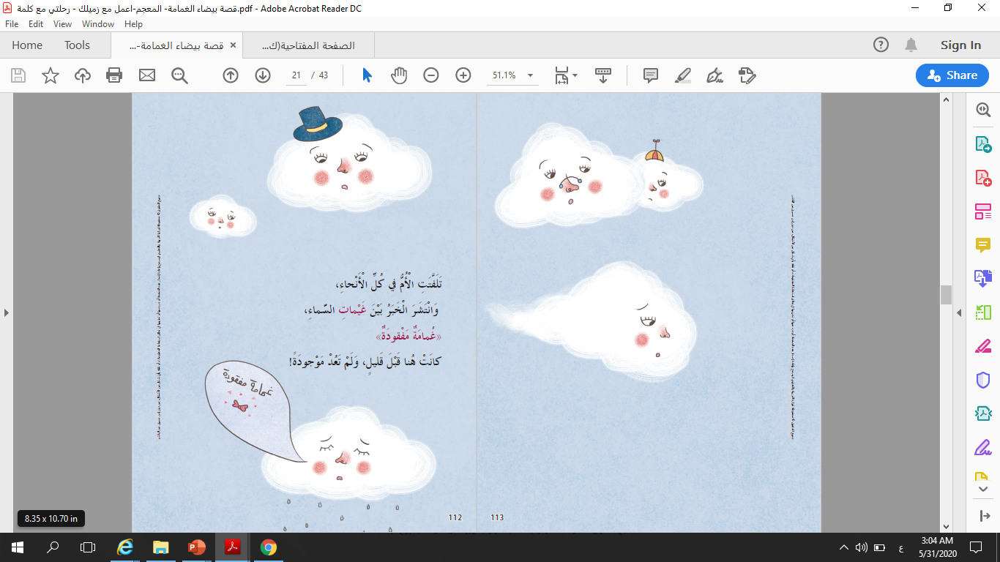 قصة بيضاء الغمامة- المعجم-اعمل مع زميلك - رحلتي مع كلمة.pdf - Adobe Acrobat Reader DC
File Edit View Window Help
Home Tools قصة بيضاء الغمامة-... الصفحة المفتاحية(ك... Sign In
21 / 43 51.1% Share
تَلَفَّتَتِ الْأُمُّ في كُلِّ الْأَنْحاءِ،
وَانْتَشَرَ الْخَبَرُ بَيْنَ غَيْماتِ السَّماءِ،
«غُمامَةٌ مَفْقودَةٌ»
كانَتْ هُنا قَبْلَ قَليلٍ، وَلَمْ تَعُدْ مَوْجودَةً!
غمامة مفقودة
112 113
8.35 x 10.70 in
3:04 AM
ع
5/31/2020